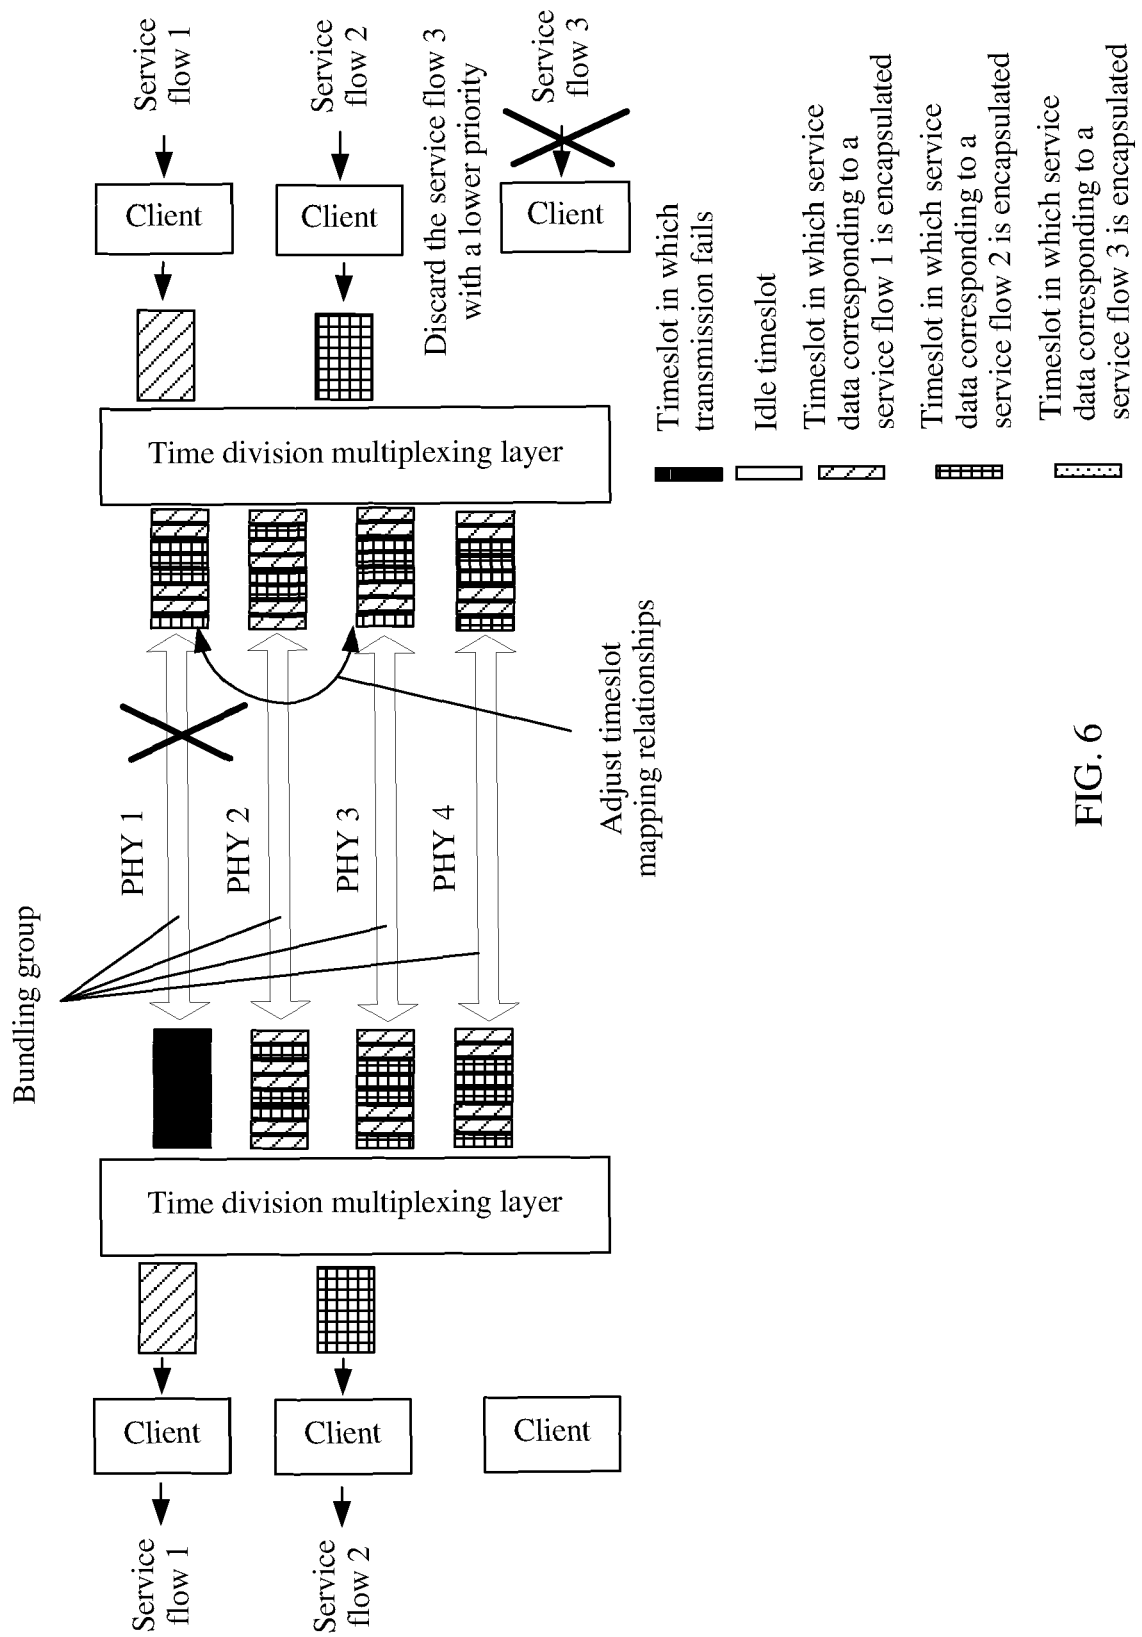 Service
flow 1
Service
flow 2
Discard the service flow 3
with a lower priority
Service
flow 3
Client
Client
Client
Time division multiplexing layer
PHY 1
PHY 2
PHY 3
PHY 4
Adjust timeslot
mapping relationships
Bundling group
Time division multiplexing layer
Client
Client
Client
Service
flow 1
Service
flow 2
Timeslot in which
transmission fails
Idle timeslot
Timeslot in which service
data corresponding to a
service flow 1 is encapsulated
Timeslot in which service
data corresponding to a
service flow 2 is encapsulated
Timeslot in which service
data corresponding to a
service flow 3 is encapsulated
FIG. 6